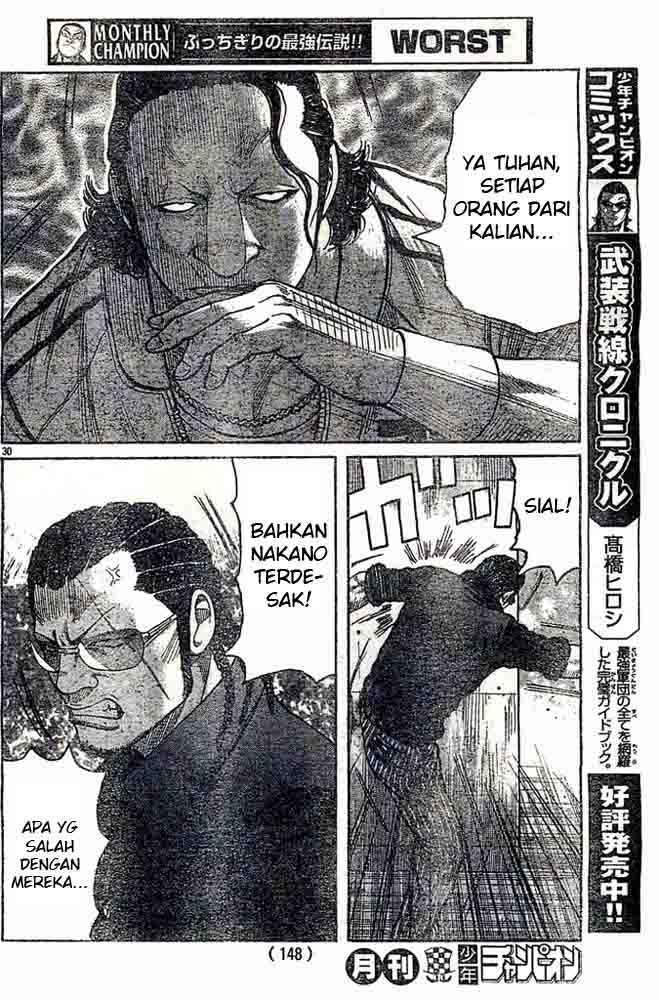 MONTHLY
CHAMPION
ぶっちぎりの最強伝説!!
WORST
YA TUHAN,
SETIAP
ORANG DARI
KALIAN...
30
ガッ
SIAL!
BAHKAN
NAKANO
TERDE-
SAK!
APA YG
SALAH
DENGAN
MEREKA...
少年チャンピオン
コミックス
武装戦線クロニクル
髙橋ヒロシ
最強軍団の全てを網羅
した完璧ガイドブック。
好評発売中!!
(148)
月刊
少年
チャンピオン